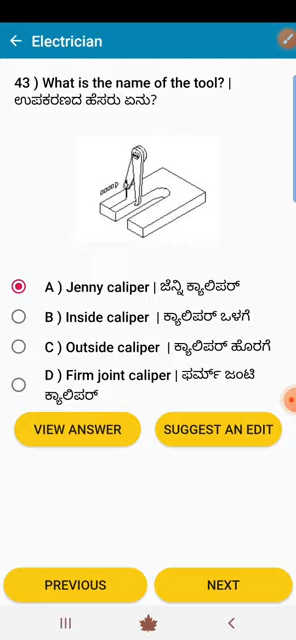 Electrician
43 ) What is the name of the tool? |
ಉಪಕರಣದ ಹೆಸರು ಏನು?
A ) Jenny caliper | ಜೆನ್ನಿ ಕ್ಯಾಲಿಪರ್
B ) Inside caliper | ಕ್ಯಾಲಿಪರ್ ಒಳಗೆ
C ) Outside caliper | ಕ್ಯಾಲಿಪರ್ ಹೊರಗೆ
D ) Firm joint caliper | ಫರ್ಮ್ ಜಂಟಿ
ಕ್ಯಾಲಿಪರ್
VIEW ANSWER
SUGGEST AN EDIT
PREVIOUS
NEXT